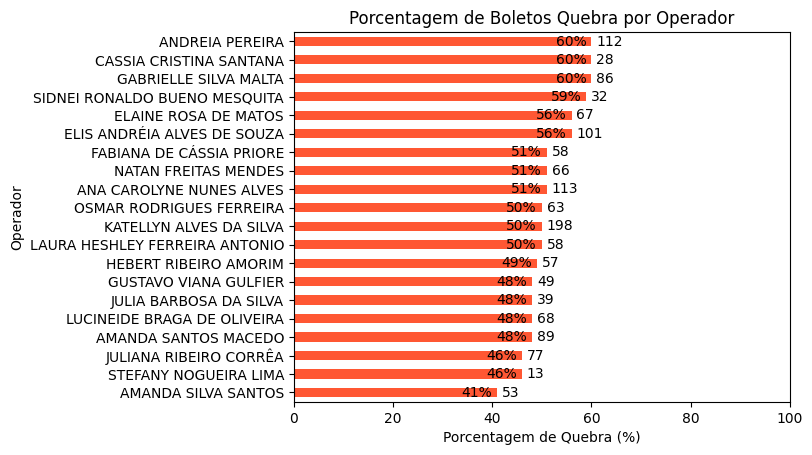 Porcentagem de Boletos Quebra por Operador
ANDREIA PEREIRA 60% 112
CASSIA CRISTINA SANTANA 60% 28
GABRIELLE SILVA MALTA 60% 86
SIDNEI RONALDO BUENO MESQUITA 59% 32
ELAINE ROSA DE MATOS 56% 67
ELIS ANDRÉIA ALVES DE SOUZA 56% 101
FABIANA DE CÁSSIA PRIORE 51% 58
NATAN FREITAS MENDES 51% 66
ANA CAROLYNE NUNES ALVES 51% 113
OSMAR RODRIGUES FERREIRA 50% 63
KATELLYN ALVES DA SILVA 50% 198
LAURA HESHLEY FERREIRA ANTONIO 50% 58
HEBERT RIBEIRO AMORIM 49% 57
GUSTAVO VIANA GULFIER 48% 49
JULIA BARBOSA DA SILVA 48% 39
LUCINEIDE BRAGA DE OLIVEIRA 48% 68
AMANDA SANTOS MACEDO 48% 89
JULIANA RIBEIRO CORRÊA 46% 77
STEFANY NOGUEIRA LIMA 46% 13
AMANDA SILVA SANTOS 41% 53
Operador
0 20 40 60 80 100
Porcentagem de Quebra (%)